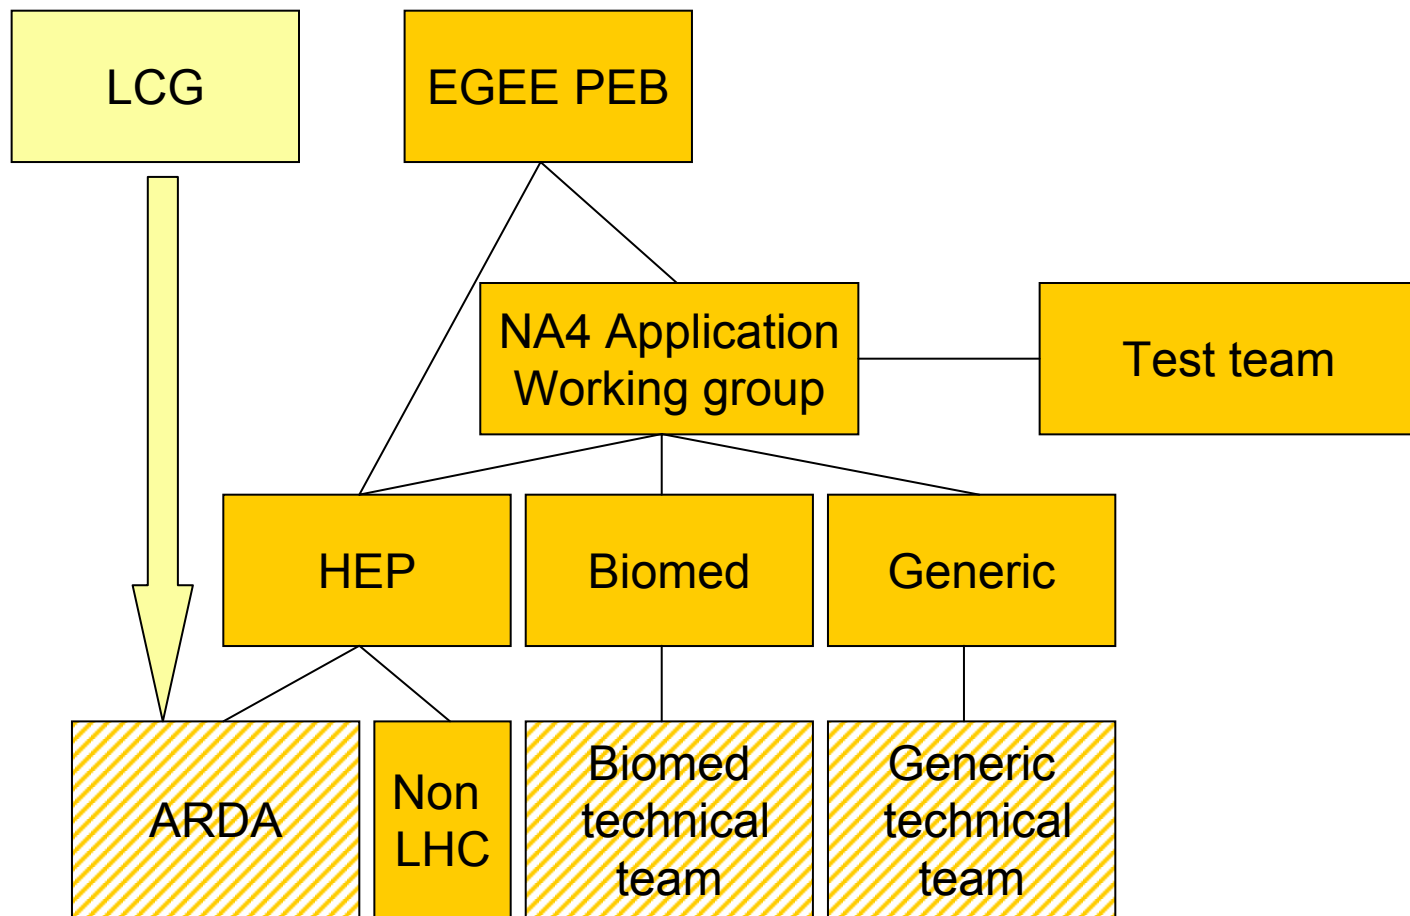 LCG
EGEE PEB
NA4 Application
Working group
Test team
HEP
Biomed
Generic
ARDA
Non
LHC
Biomed
technical
team
Generic
technical
team